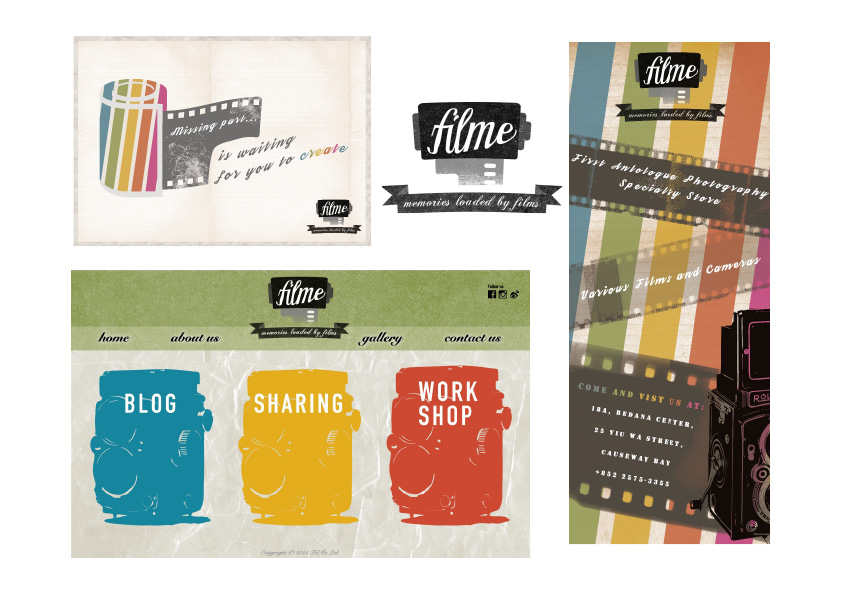 Missing part...
is waiting
for you to create
filme
memories loaded by films
filme
memories loaded by films
filme
memories loaded by films
First Antologue Photography
Specialty Store
Various Films and Cameras
COME AND VIST US AT:
18A, REDANA CENTER,
25 YIU WA STREET,
CAUSEWAY BAY
+852 2575-3355
filme
memories loaded by films
Follow us
home about us gallery contact us
BLOG SHARING WORK
SHOP